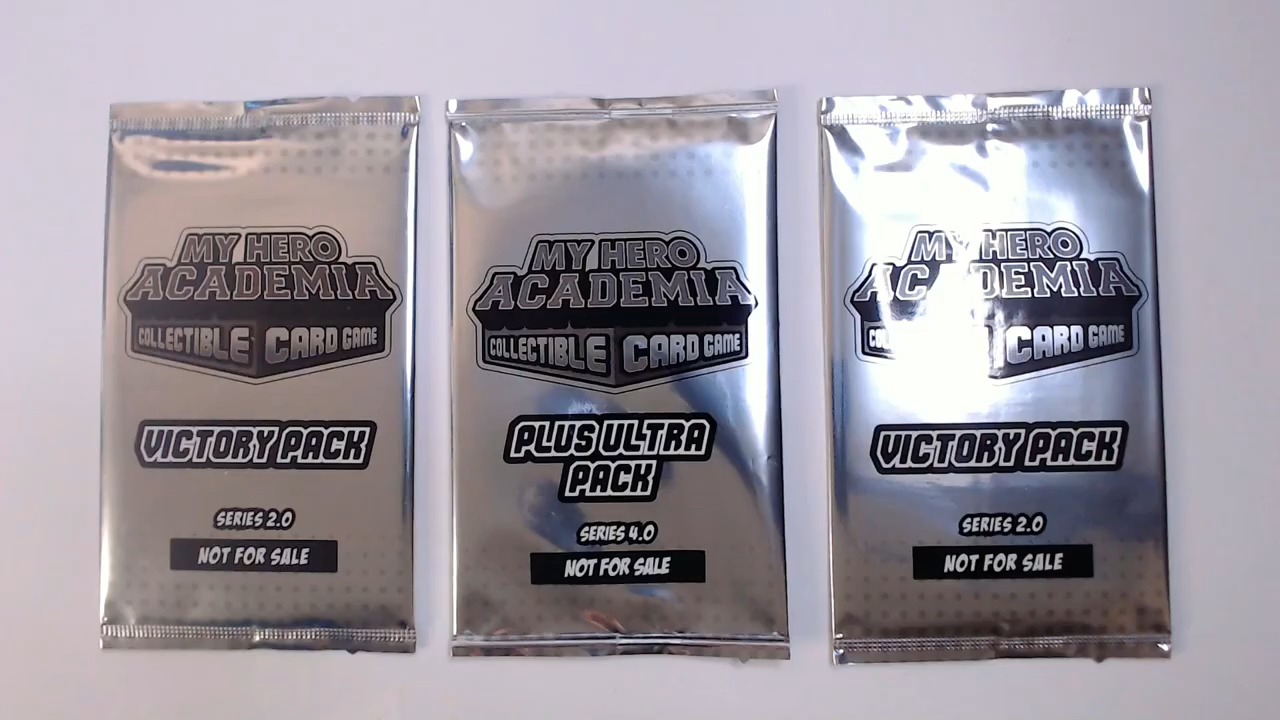 MY HERO
ACADEMIA
COLLECTIBLE CARD GAME
VICTORY PACK
SERIES 2.0
NOT FOR SALE
MY HERO
ACADEMIA
COLLECTIBLE CARD GAME
PLUS ULTRA
PACK
SERIES 4.0
NOT FOR SALE
MY HERO
ACADEMIA
CARD GAME
VICTORY PACK
SERIES 2.0
NOT FOR SALE